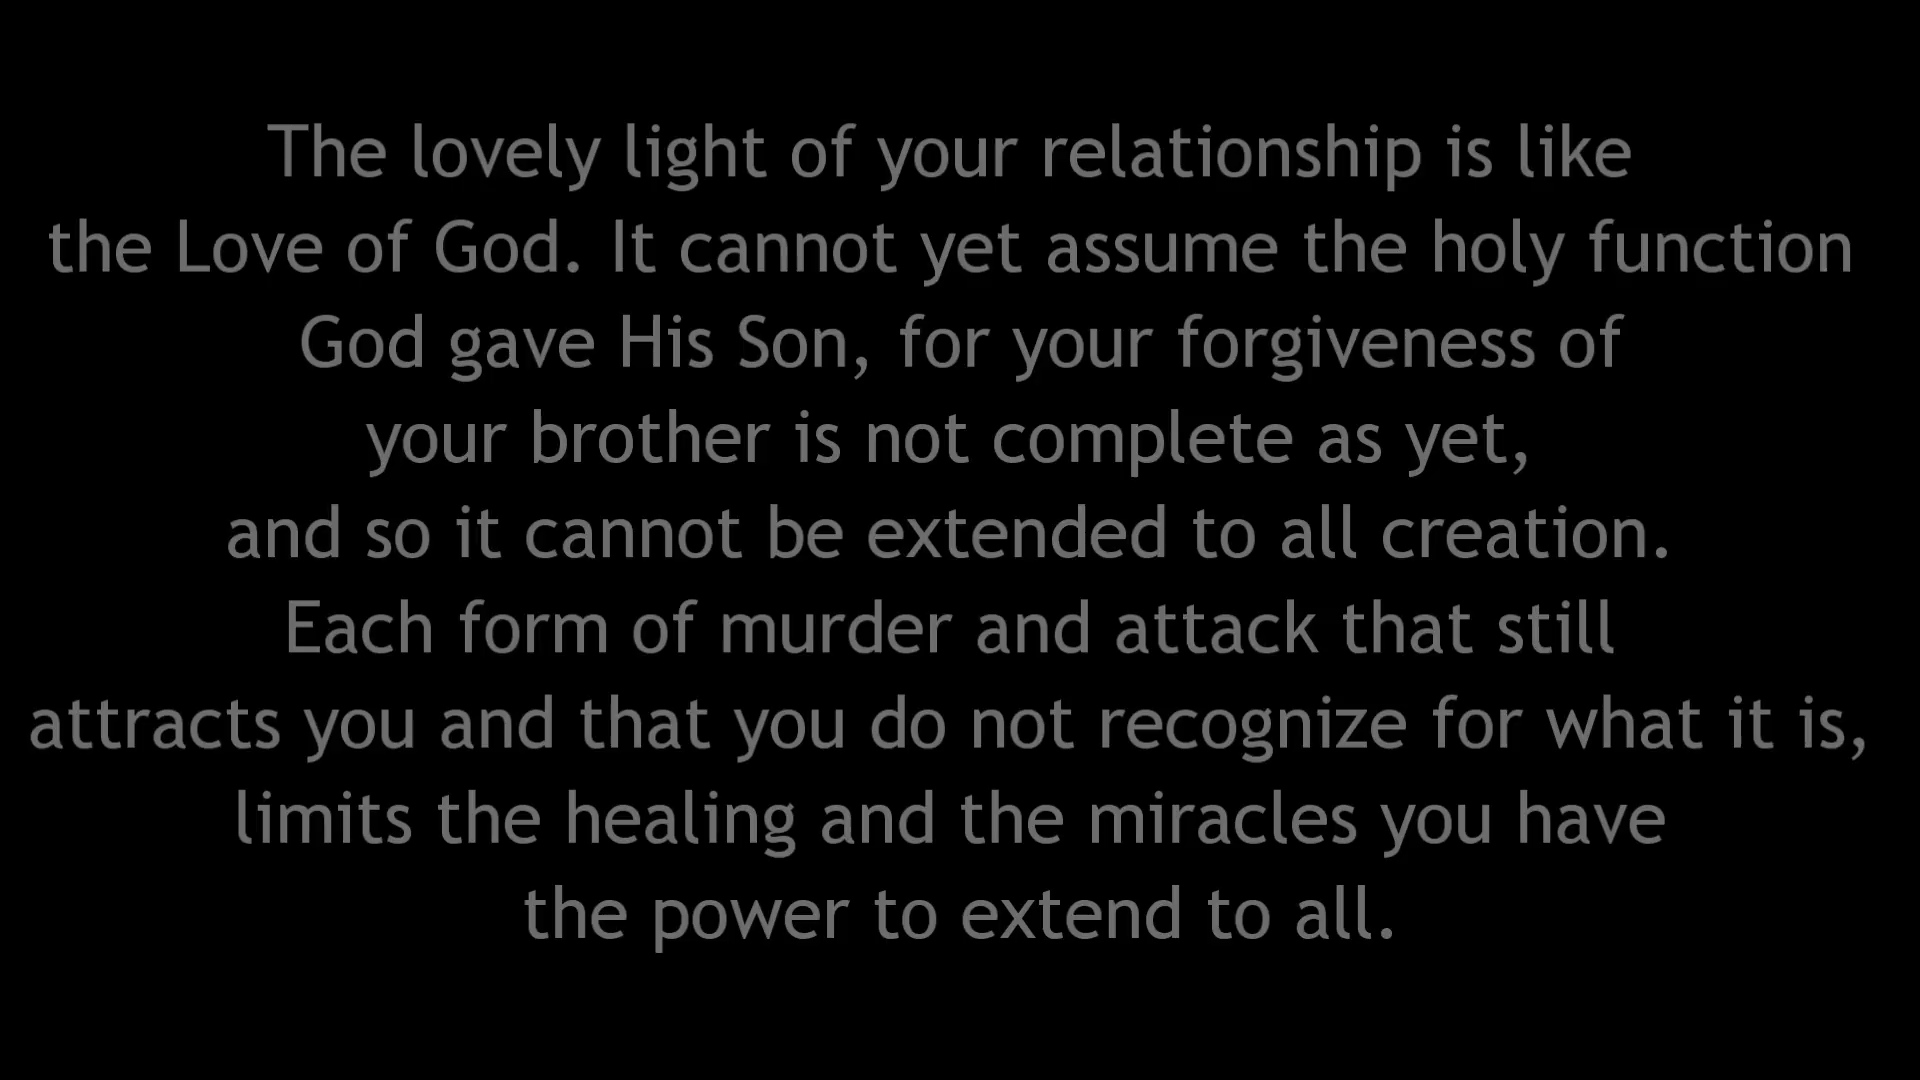 The lovely light of your relationship is like
the Love of God. It cannot yet assume the holy function
God gave His Son, for your forgiveness of
your brother is not complete as yet,
and so it cannot be extended to all creation.
Each form of murder and attack that still
attracts you and that you do not recognize for what it is,
limits the healing and the miracles you have
the power to extend to all.